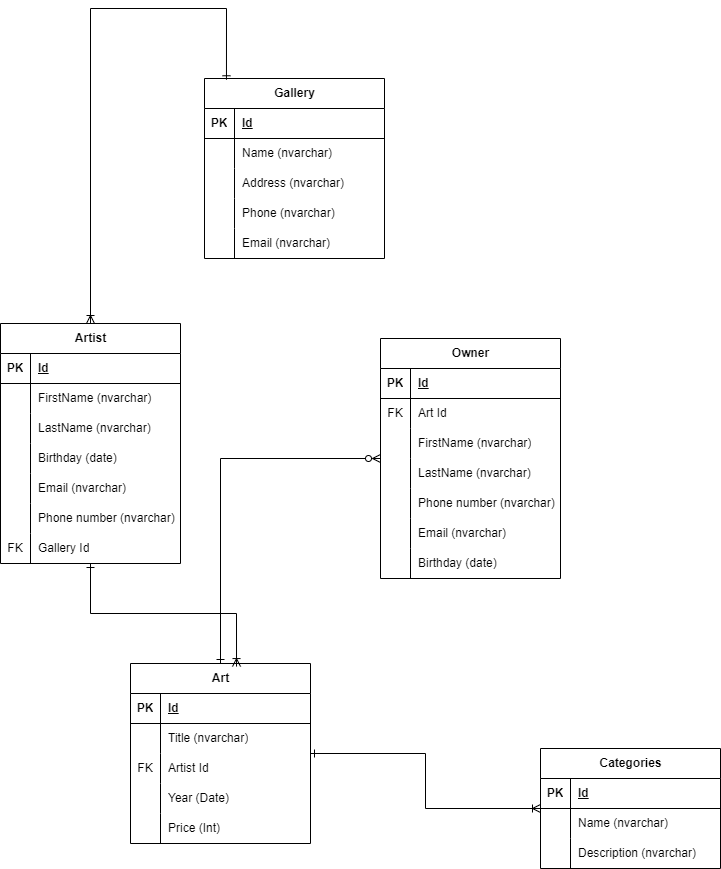 Gallery
PK Id
Name (nvarchar)
Address (nvarchar)
Phone (nvarchar)
Email (nvarchar)
Artist
PK Id
FirstName (nvarchar)
LastName (nvarchar)
Birthday (date)
Email (nvarchar)
Phone number (nvarchar)
FK Gallery Id
Owner
PK Id
FK Art Id
FirstName (nvarchar)
LastName (nvarchar)
Phone number (nvarchar)
Email (nvarchar)
Birthday (date)
Art
PK Id
Title (nvarchar)
FK Artist Id
Year (Date)
Price (Int)
Categories
PK Id
Name (nvarchar)
Description (nvarchar)